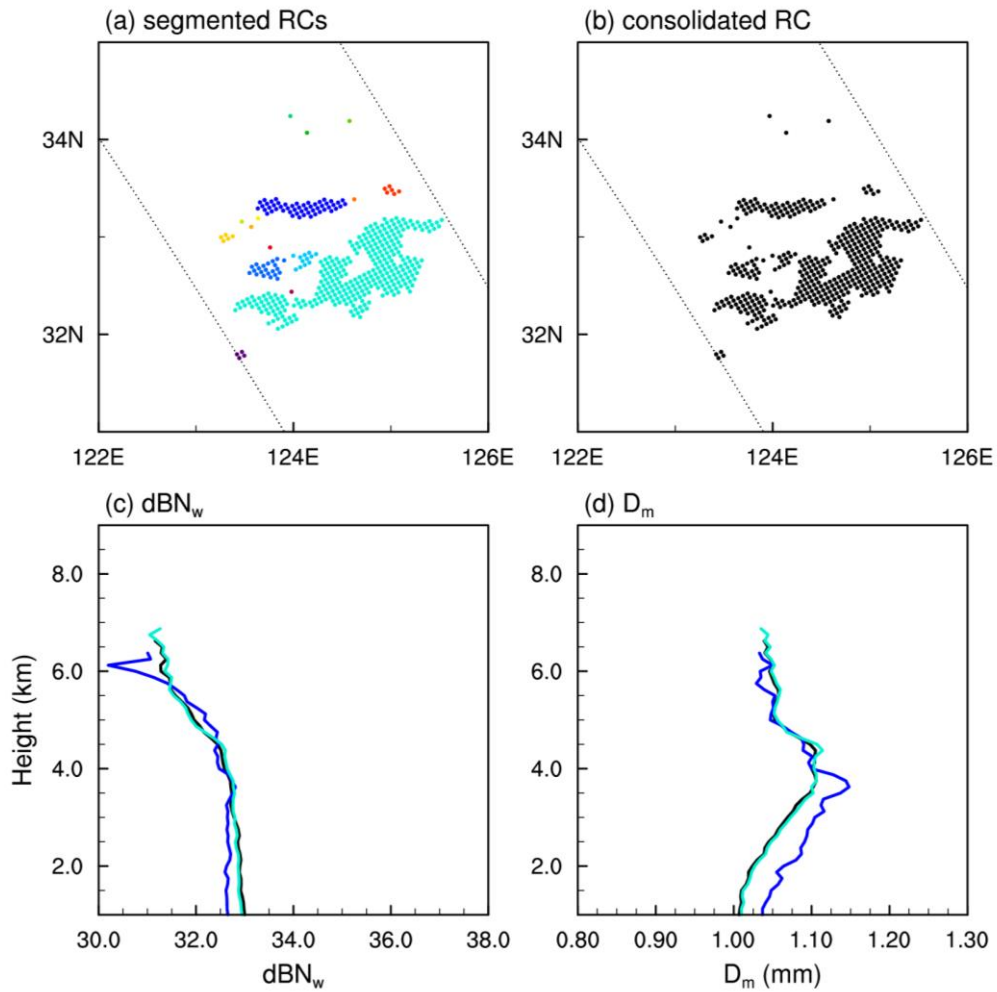 (a) segmented RCs
(b) consolidated RC
34N
34N
32N
32N
122E 124E 126E
122E 124E 126E
(c) dBNw
(d) Dm
Height (km)
8.0
6.0
4.0
2.0
8.0
6.0
4.0
2.0
30.0 32.0 34.0 36.0 38.0
0.80 0.90 1.00 1.10 1.20 1.30
dBNw
Dm (mm)